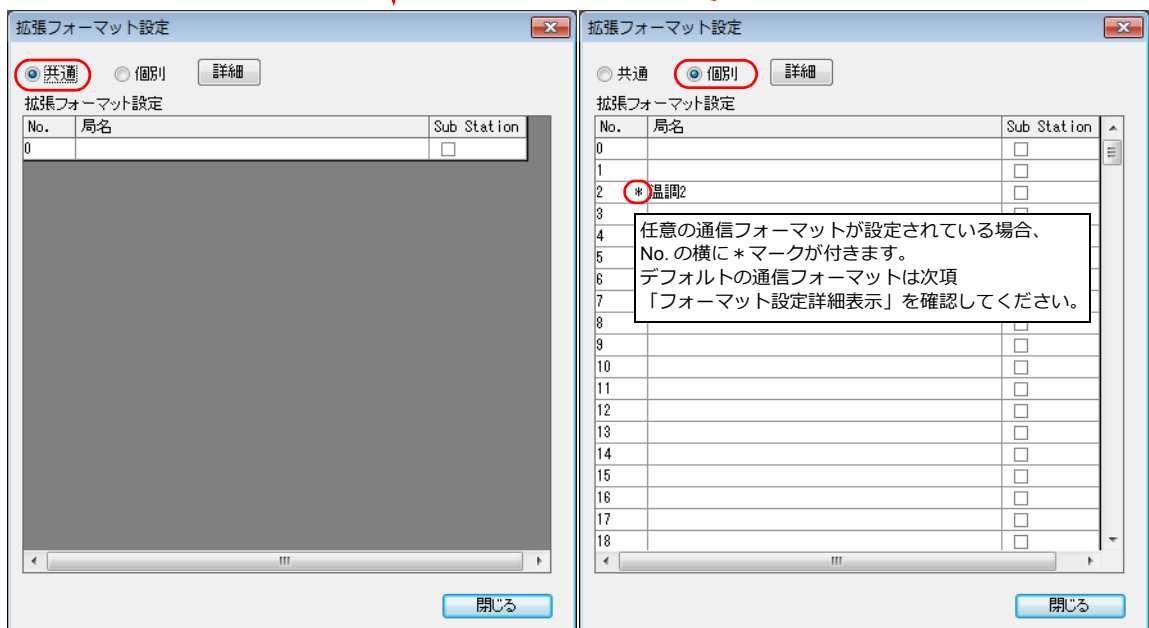 拡張フォーマット設定
共通 個別 詳細
拡張フォーマット設定
No. 局名 Sub Station
0
閉じる
拡張フォーマット設定
共通 個別 詳細
拡張フォーマット設定
No. 局名 Sub Station
0
1
2 * 温調2
3
4
5
6
7
8
9
10
11
12
13
14
15
16
17
18
任意の通信フォーマットが設定されている場合、
No. の横に * マークが付きます。
デフォルトの通信フォーマットは次項
「フォーマット設定詳細表示」を確認してください。
閉じる